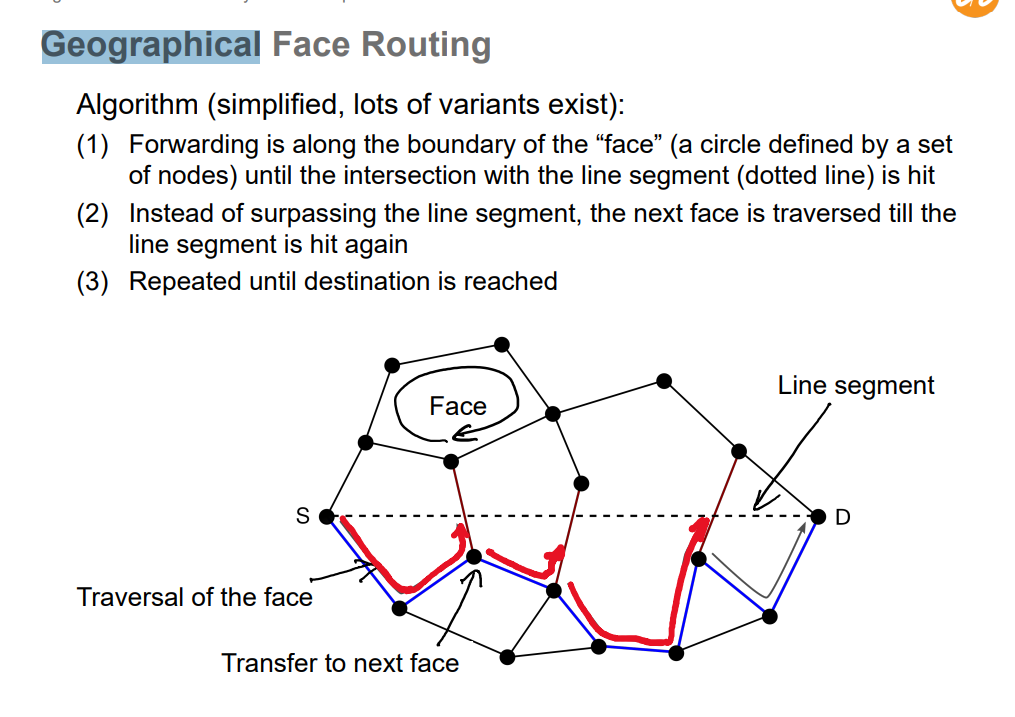 Geographical Face Routing
Algorithm (simplified, lots of variants exist):
(1) Forwarding is along the boundary of the “face” (a circle defined by a set
of nodes) until the intersection with the line segment (dotted line) is hit
(2) Instead of surpassing the line segment, the next face is traversed till the
line segment is hit again
(3) Repeated until destination is reached
Line segment
Face
S
D
Traversal of the face
Transfer to next face